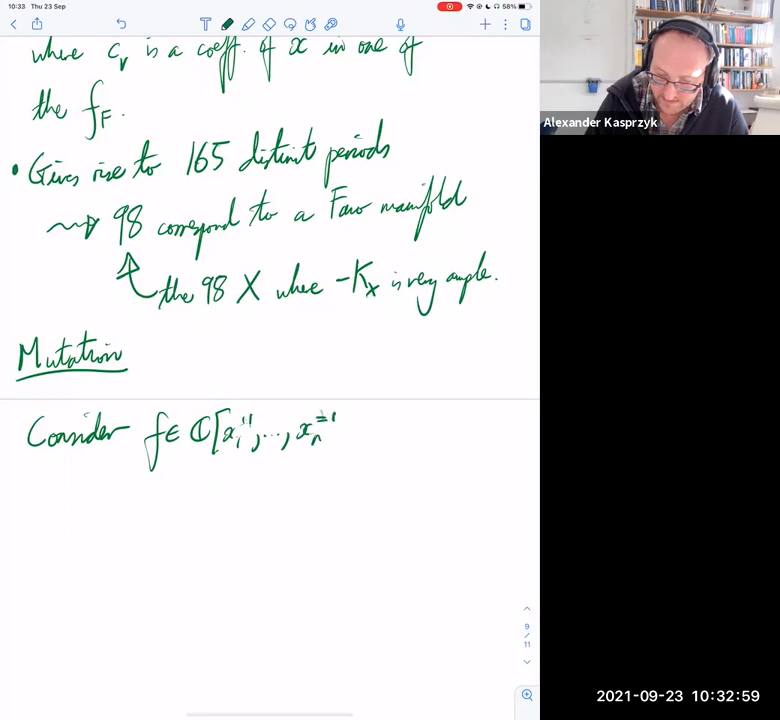 10:33 Thu 23 Sep
58%
where c_v is a coeff. of x in one of
the f_F.
• Gives rise to 165 distinct periods
⇝ 98 correspond to a Fano manifold
the 98 X where -K_X is very ample.
Mutation
Consider f ∈ ℂ[x_1^{±1}, ..., x_n^{±1}
Alexander Kasprzyk
9
/
11
2021-09-23 10:32:59